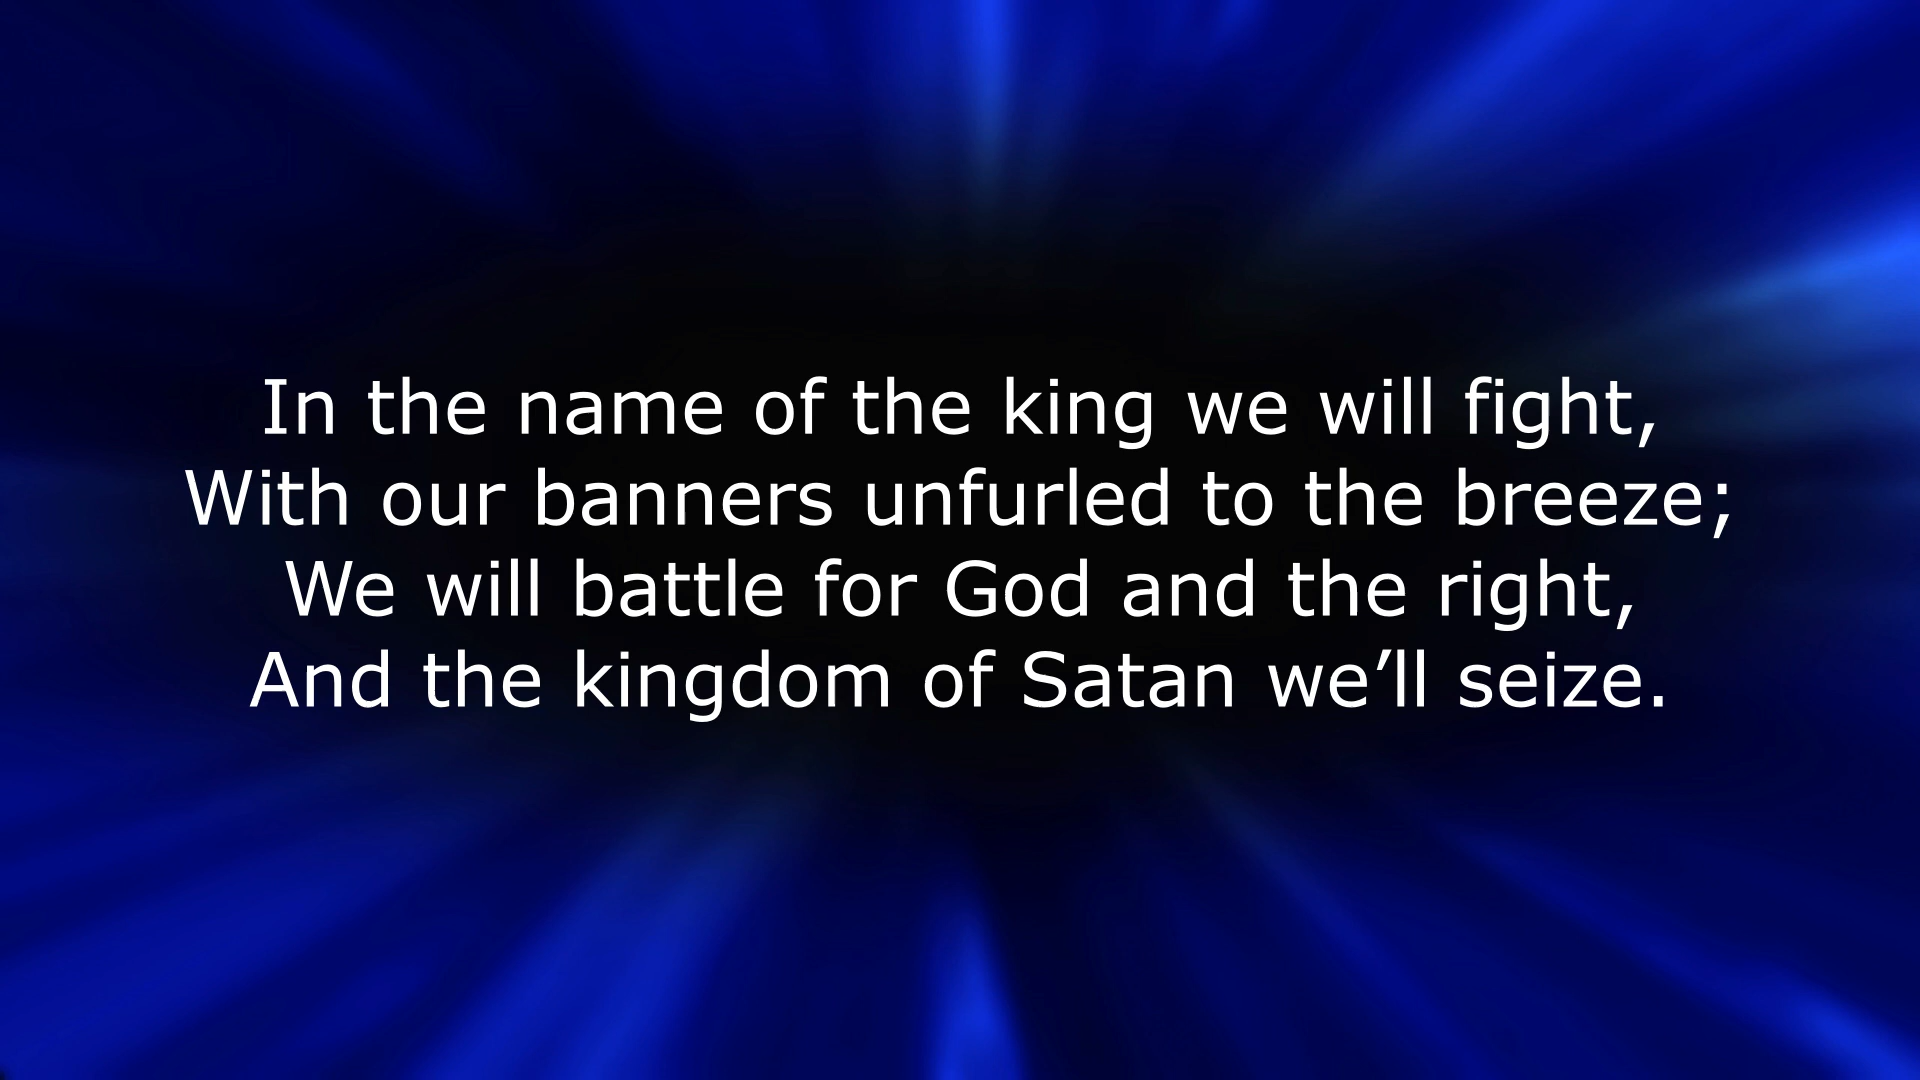 In the name of the king we will fight,
With our banners unfurled to the breeze;
We will battle for God and the right,
And the kingdom of Satan we’ll seize.